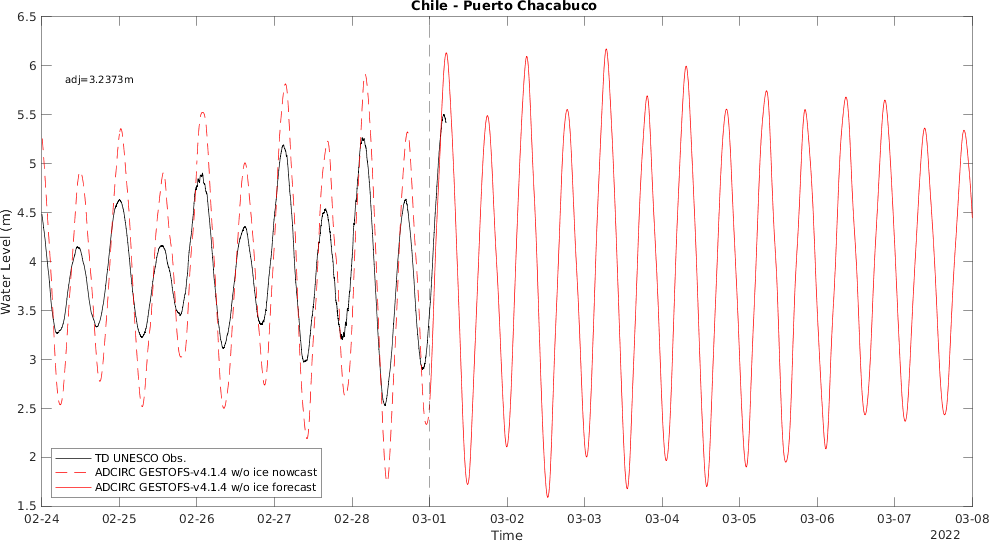 Chile - Puerto Chacabuco
adj=3.2373m
Water Level (m)
6.5
6
5.5
5
4.5
4
3.5
3
2.5
2
1.5
TD UNESCO Obs.
ADCIRC GESTOFS-v4.1.4 w/o ice nowcast
ADCIRC GESTOFS-v4.1.4 w/o ice forecast
02-24 02-25 02-26 02-27 02-28 03-01 03-02 03-03 03-04 03-05 03-06 03-07 03-08
Time
2022